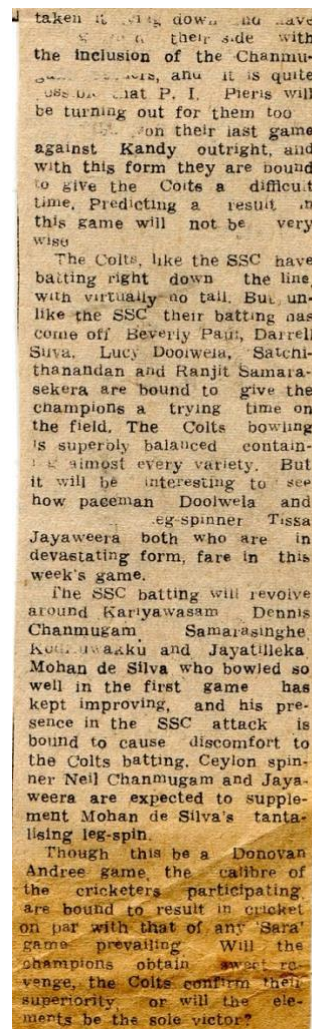 taken it lying down no have
their side with
the inclusion of the Chanmu-
and it is quite
that P. I. Pieris will
be turning out for them too
on their last game
against Kandy outright, and
with this form they are bound
to give the Colts a difficult
time. Predicting a result in
this game will not be very
wise
The Colts, like the SSC have
batting right down the line
with virtually no tail. But un-
like the SSC their batting has
come off Beverly Paul, Darrell
Silva, Lucy Doolwela, Satchi-
thanandan and Ranjit Samara-
sekera are bound to give the
champions a trying time on
the field. The Colts bowling
is superbly balanced contain-
ing almost every variety. But
it will be interesting to see
how paceman Doolwela and
leg-spinner Tissa
Jayaweera both who are in
devastating form, fare in this
week's game.
The SSC batting will revolve
around Kariyawasam Dennis
Chanmugam Samarasinghe
and Jayatilleka
Mohan de Silva who bowled so
well in the first game has
kept improving, and his pre-
sence in the SSC attack is
bound to cause discomfort to
the Colts batting. Ceylon spin-
ner Neil Chanmugam and Jaya-
weera are expected to supple-
ment Mohan de Silva's tanta-
lising leg-spin.
Though this be a Donovan
Andree game, the calibre of
the cricketers participating
are bound to result in cricket
on par with that of any 'Sara'
game prevailing Will the
champions obtain sweet re-
venge, the Colts confirm their
superiority or will the ele-
ments be the sole victor?